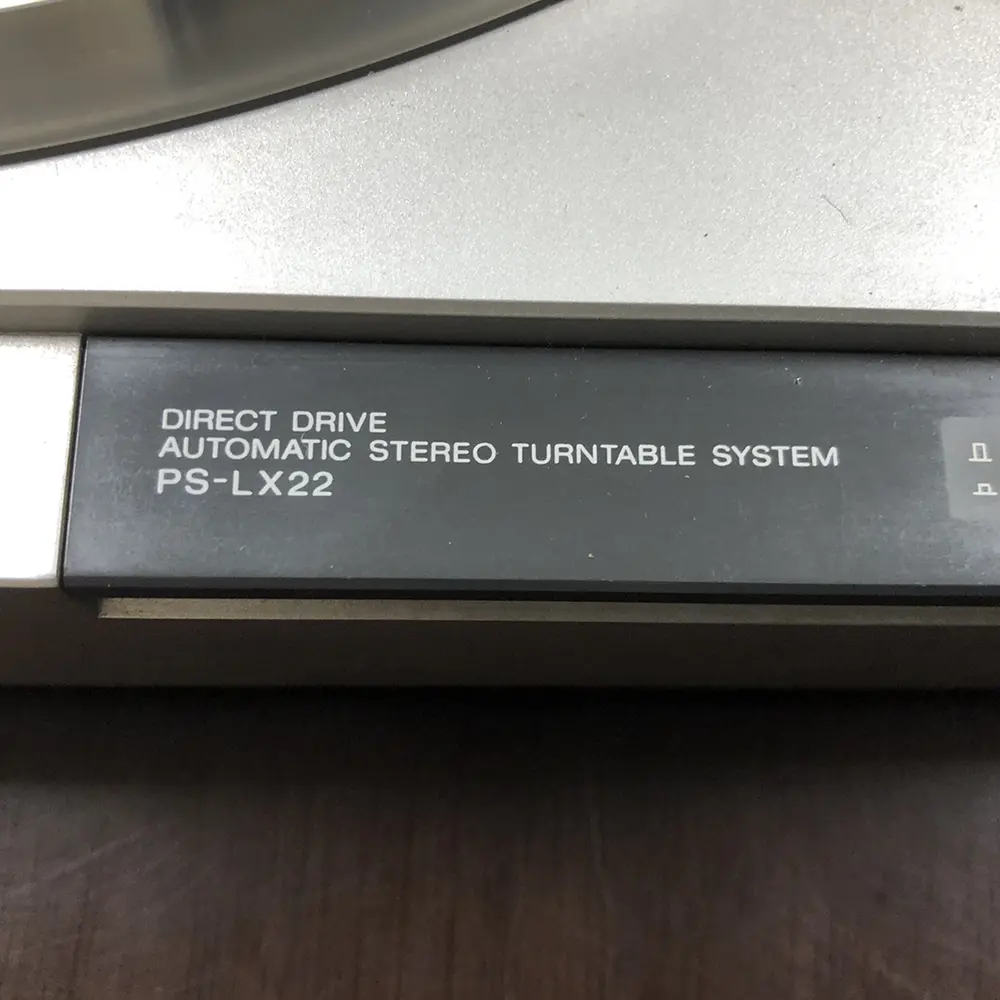 DIRECT DRIVE
AUTOMATIC STEREO TURNTABLE SYSTEM
PS-LX22